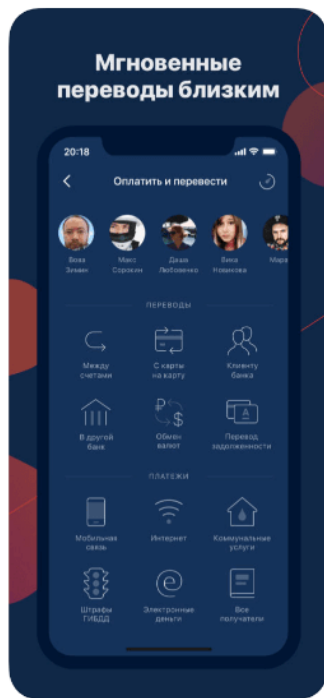 Мгновенные
переводы близким
20:18
Оплатить и перевести
Вова Макс Даша Вика Мара
Зимин Сорокин Любовенко Новикова
ПЕРЕВОДЫ
Между С карты Клиенту
счетами на карту банка
₽ $
А
В другой Обмен Перевод
банк валют задолженности
ПЛАТЕЖИ
Мобильная Интернет Коммунальные
связь услуги
Штрафы Электронные Все
ГИБДД деньги получатели